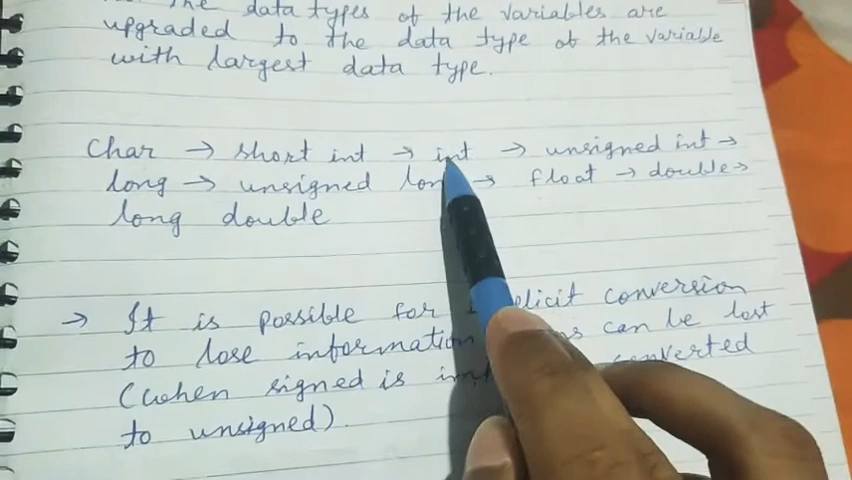 The data types of the variables are
upgraded to the data type of the variable
with largest data type.
Char → short int → int → unsigned int →
long → unsigned → float → double →
long double
→ It is possible for conversion
to lose information can be lost
(when signed is converted
to unsigned).